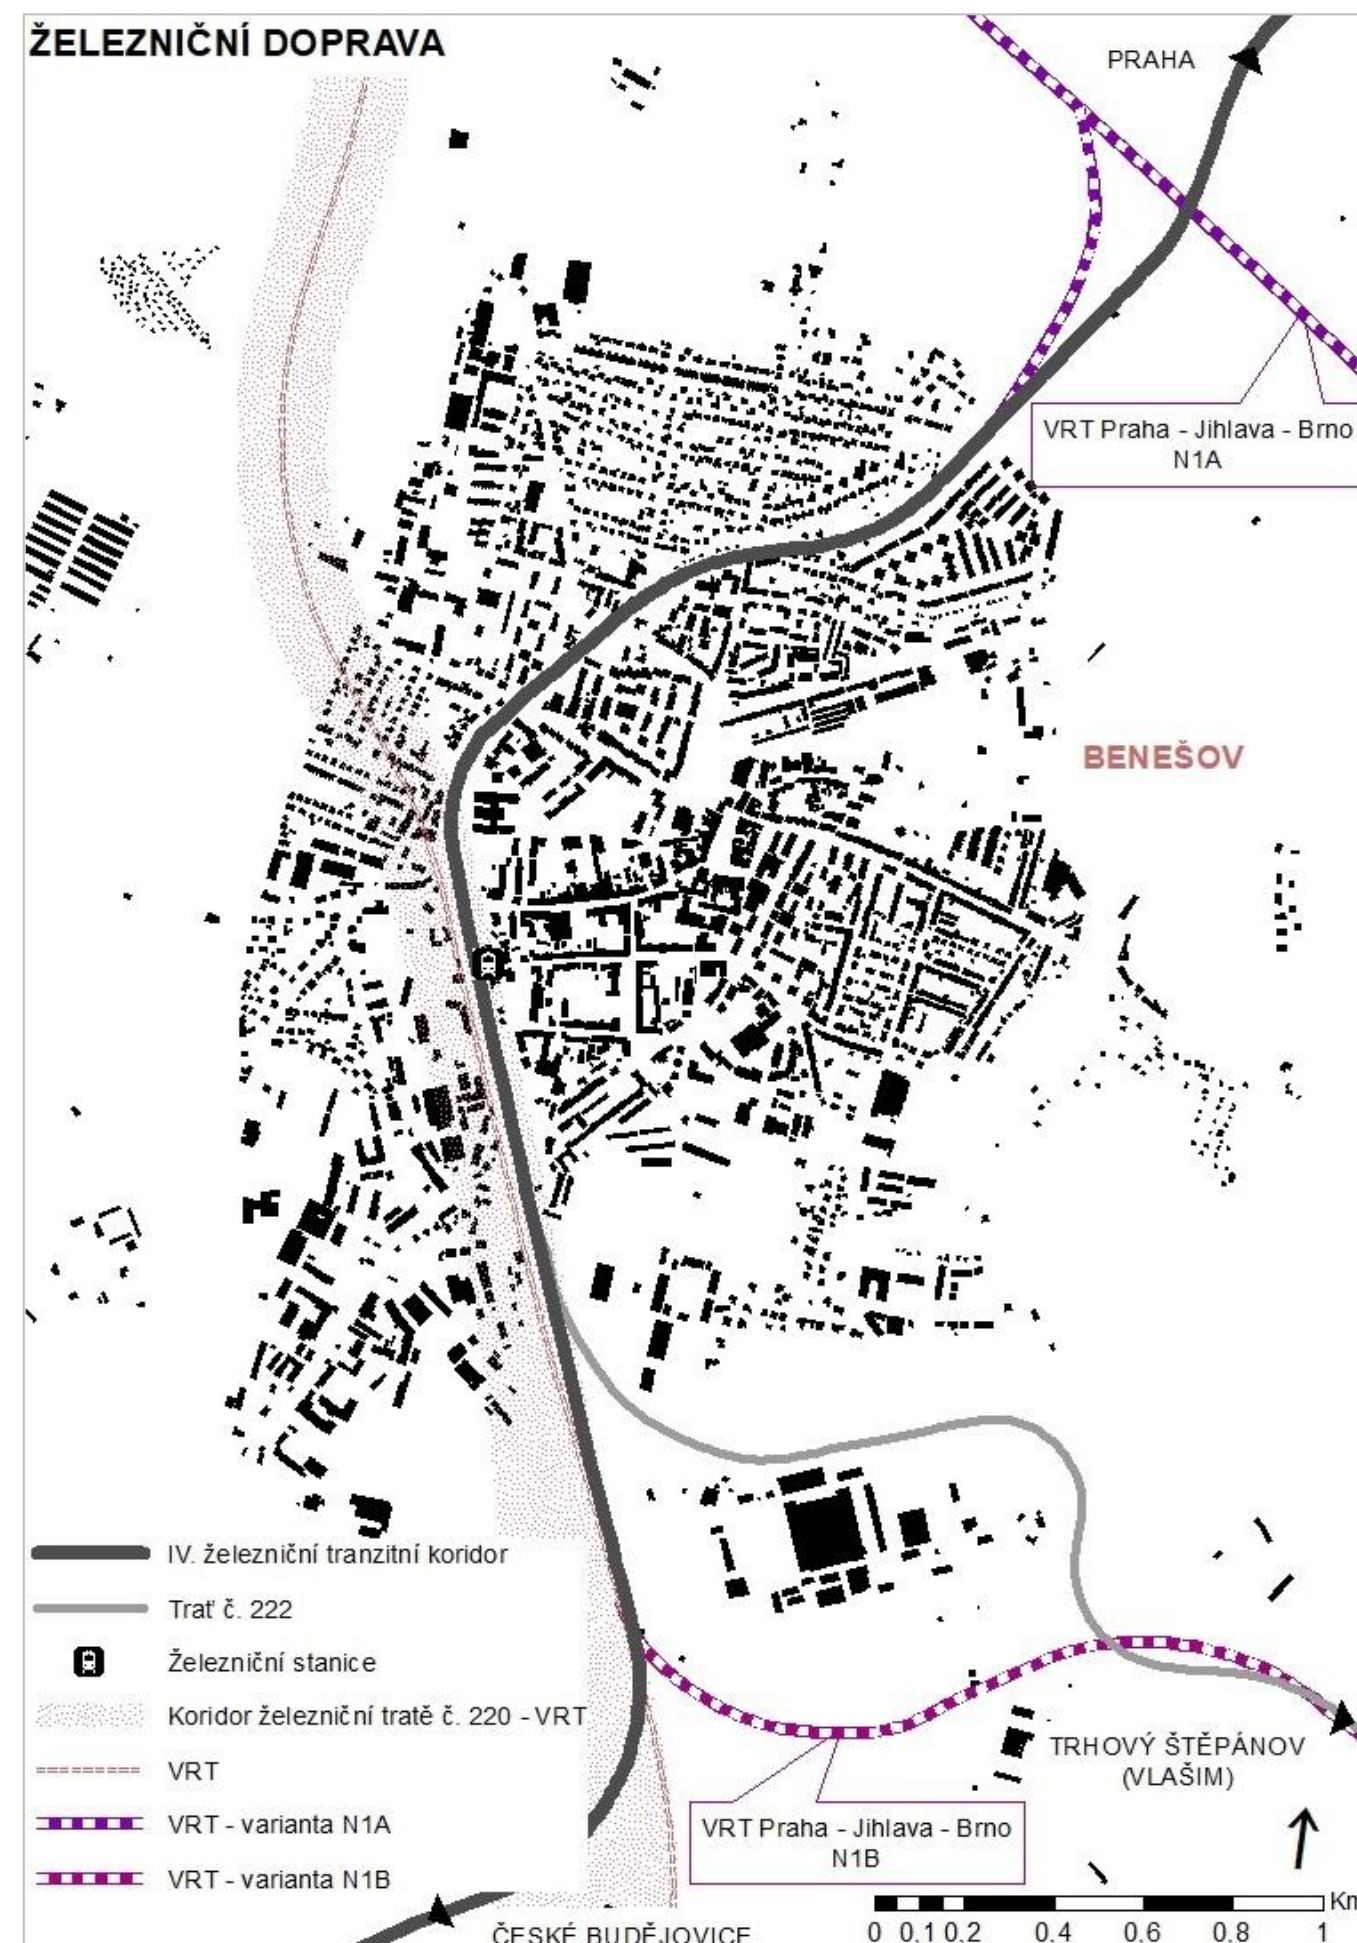 ŽELEZNIČNÍ DOPRAVA
PRAHA
VRT Praha - Jihlava - Brno
N1A
BENEŠOV
IV. železniční tranzitní koridor
Trať č. 222
Železniční stanice
Koridor železniční tratě č. 220 - VRT
VRT
VRT - varianta N1A
VRT - varianta N1B
TRHOVÝ ŠTĚPÁNOV
(VLAŠIM)
VRT Praha - Jihlava - Brno
N1B
ČESKÉ BUDĚJOVICE
Km
0 0,1 0,2 0,4 0,6 0,8 1